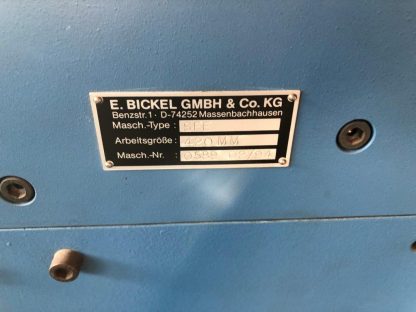 E. BICKEL GMBH & Co. KG
Benzstr. 1 · D-74252 Massenbachhausen
Masch.-Type :
Arbeitsgröße : 420 MM
Masch.-Nr. :